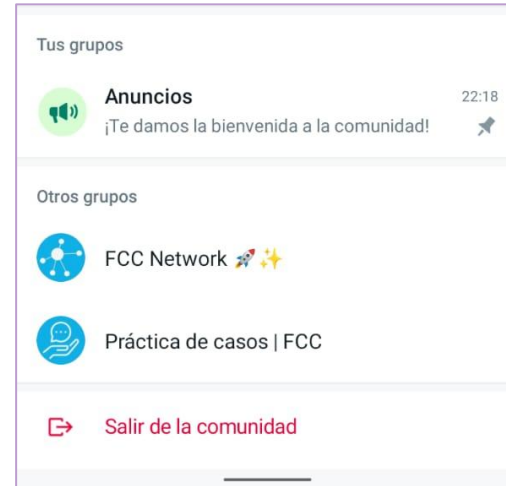 Tus grupos
Anuncios
22:18
¡Te damos la bienvenida a la comunidad!
Otros grupos
FCC Network 🚀✨
Práctica de casos | FCC
Salir de la comunidad